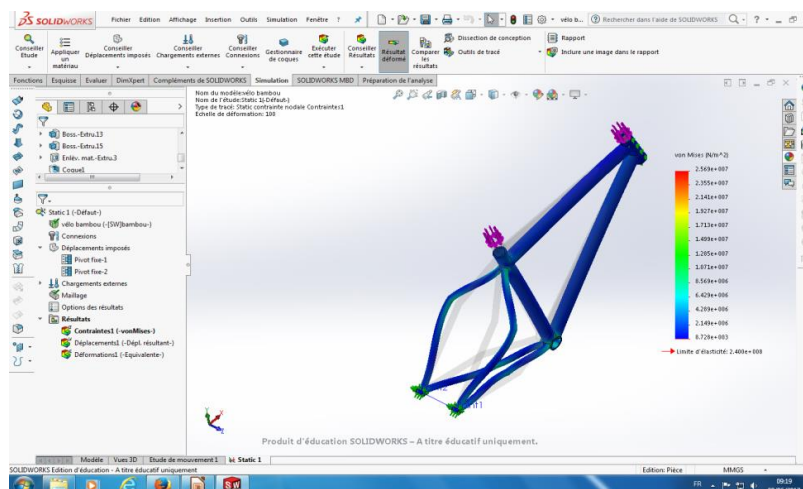 SOLIDWORKS
Fichier Edition Affichage Insertion Outils Simulation Fenêtre ?
vélo b...
Rechercher dans l'aide de SOLIDWORKS
Conseiller Etude
Appliquer un matériau
Conseiller Déplacements imposés
Conseiller Chargements externes
Conseiller Connexions
Gestionnaire de coques
Exécuter cette étude
Conseiller Résultats
Résultat déformé
Comparer les résultats
Dissection de conception
Outils de tracé
Rapport
Inclure une image dans le rapport
Fonctions Esquisse Evaluer DimXpert Compléments de SOLIDWORKS Simulation SOLIDWORKS MBD Préparation de l'analyse
Nom du modèle:vélo bambou
Nom de l'étude:Static 1(-Défaut-)
Type de tracé: Static contrainte nodale Contraintes1
Echelle de déformation: 100
Boss.-Extru.13
Boss.-Extru.15
Enlèv. mat.-Extru.3
Coque1
Static 1 (-Défaut-)
vélo bambou (-[SW]bambou-)
Connexions
Déplacements imposés
Pivot fixe-1
Pivot fixe-2
Chargements externes
Maillage
Options des résultats
Résultats
Contraintes1 (-vonMises-)
Déplacements1 (-Dépl. résultant-)
Déformations1 (-Equivalente-)
von Mises (N/m^2)
2.569e+007
2.355e+007
2.141e+007
1.927e+007
1.713e+007
1.499e+007
1.285e+007
1.071e+007
8.569e+006
6.429e+006
4.289e+006
2.149e+006
8.728e+003
Limite d'élasticité: 2.400e+008
Produit d'éducation SOLIDWORKS – A titre éducatif uniquement.
Modèle Vues 3D Etude de mouvement 1 Static 1
SOLIDWORKS Edition d'éducation - A titre éducatif uniquement
Edition: Pièce
MMGS
FR
09:19